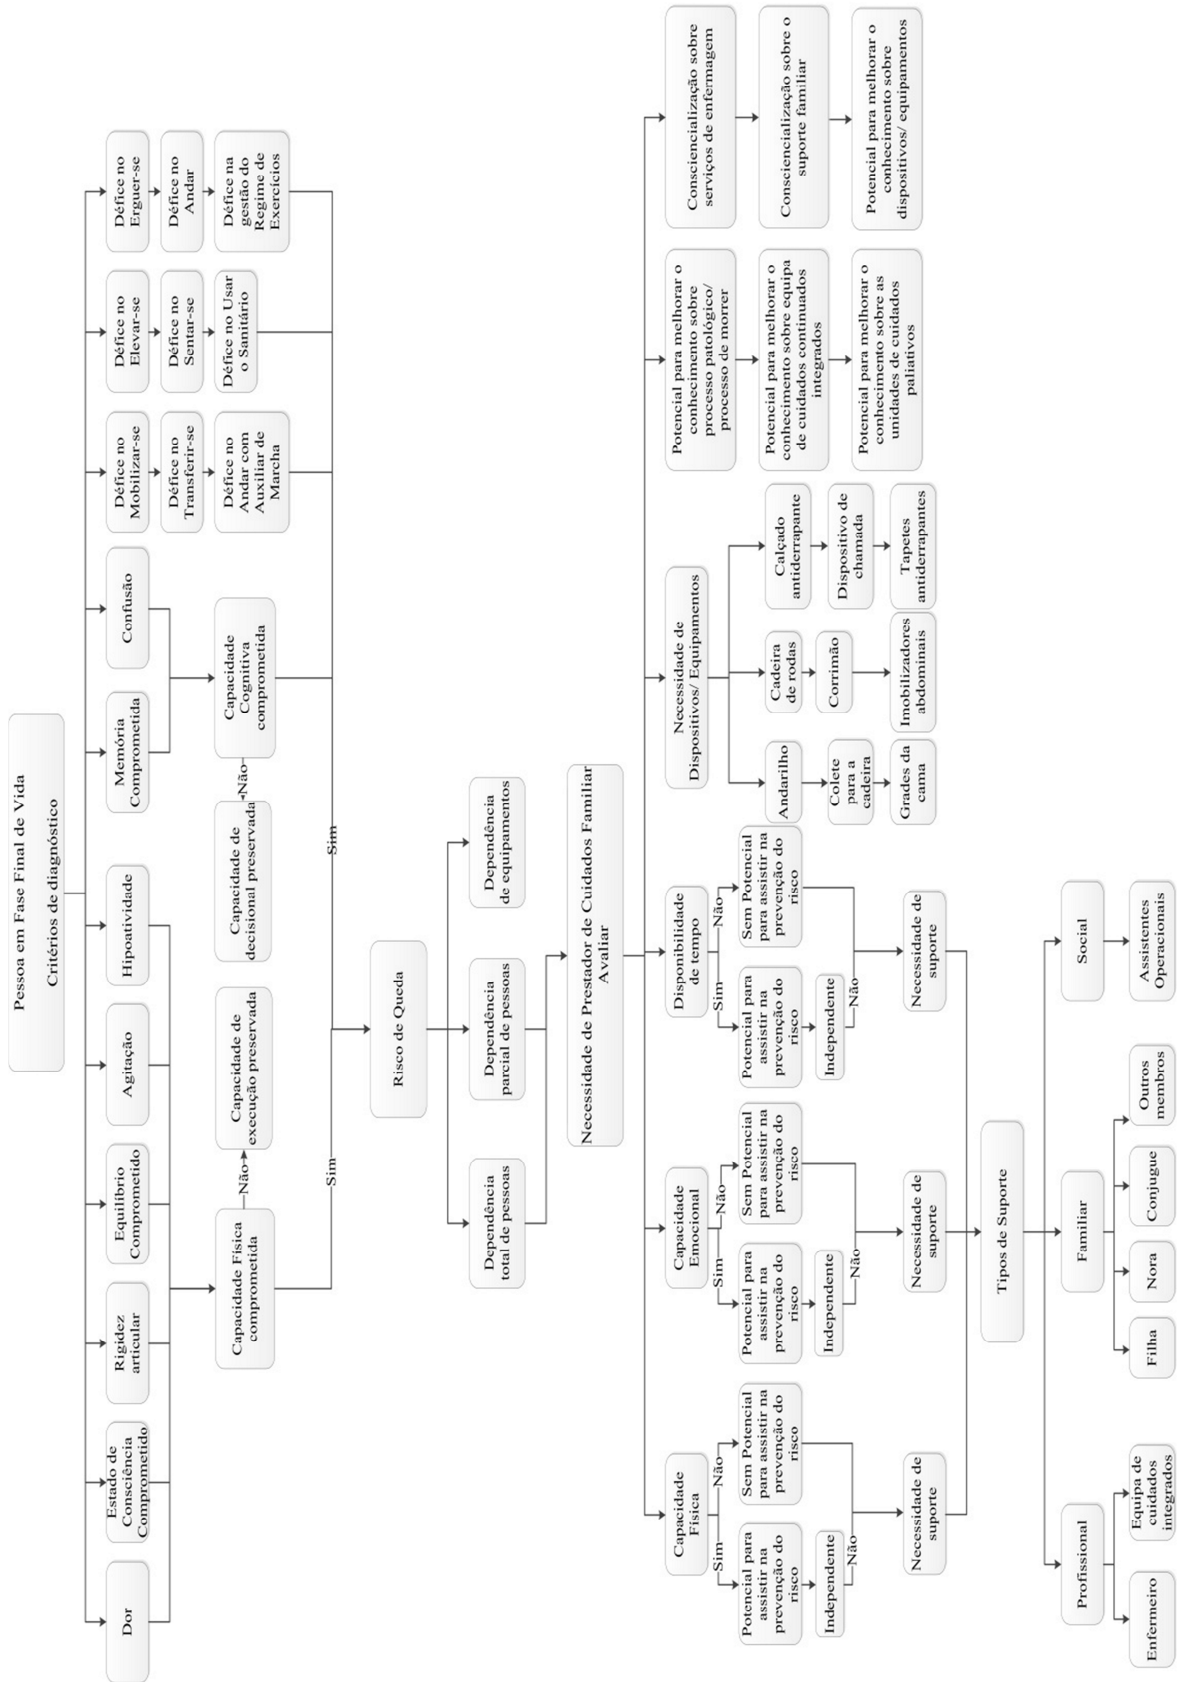 Pessoa em Fase Final de Vida
Critérios de diagnóstico
Dor
Estado de
Consciência
Comprometido
Rigidez
articular
Equilíbrio
Comprometido
Agitação
Hipoatividade
Memória
Comprometida
Confusão
Défice no
Mobilizar-se
Défice no
Elevar-se
Défice no
Erguer-se
Défice no
Transferir-se
Défice no
Sentar-se
Défice no
Andar
Capacidade Física
comprometida
Não
Capacidade de
execução preservada
Capacidade de
decisional preservada
Não
Capacidade
Cognitiva
comprometida
Défice no
Andar com
Auxiliar de
Marcha
Défice no Usar
o Sanitário
Défice na
gestão do
Regime de
Exercícios
Sim
Sim
Risco de Queda
Dependência
total de pessoas
Dependência
parcial de pessoas
Dependência
de equipamentos
Necessidade de Prestador de Cuidados Familiar
Avaliar
Capacidade
Física
Capacidade
Emocional
Disponibilidade
de tempo
Necessidade de
Dispositivos/ Equipamentos
Potencial para melhorar o
conhecimento sobre
processo patológico/
processo de morrer
Consciencialização sobre
serviços de enfermagem
Sim
Não
Sim
Não
Sim
Não
Potencial para
assistir na
prevenção do
risco
Sem Potencial
para assistir na
prevenção do
risco
Potencial para
assistir na
prevenção do
risco
Sem Potencial
para assistir na
prevenção do
risco
Potencial para
assistir na
prevenção do
risco
Sem Potencial
para assistir na
prevenção do
risco
Andarilho
Cadeira
de rodas
Calçado
antiderrapante
Potencial para melhorar o
conhecimento sobre equipa
de cuidados continuados
integrados
Consciencialização sobre o
suporte familiar
Independente
Independente
Independente
Colete
para a
cadeira
Corrimão
Dispositivo de
chamada
Não
Não
Não
Potencial para melhorar o
conhecimento sobre as
unidades de cuidados
paliativos
Potencial para melhorar o
conhecimento sobre
dispositivos/ equipamentos
Necessidade de
suporte
Necessidade de
suporte
Necessidade de
suporte
Grades da
cama
Imobilizadores
abdominais
Tapetes
antiderrapantes
Tipos de Suporte
Profissional
Familiar
Social
Enfermeiro
Equipa de
cuidados
integrados
Filha
Nora
Conjugue
Outros
membros
Assistentes
Operacionais